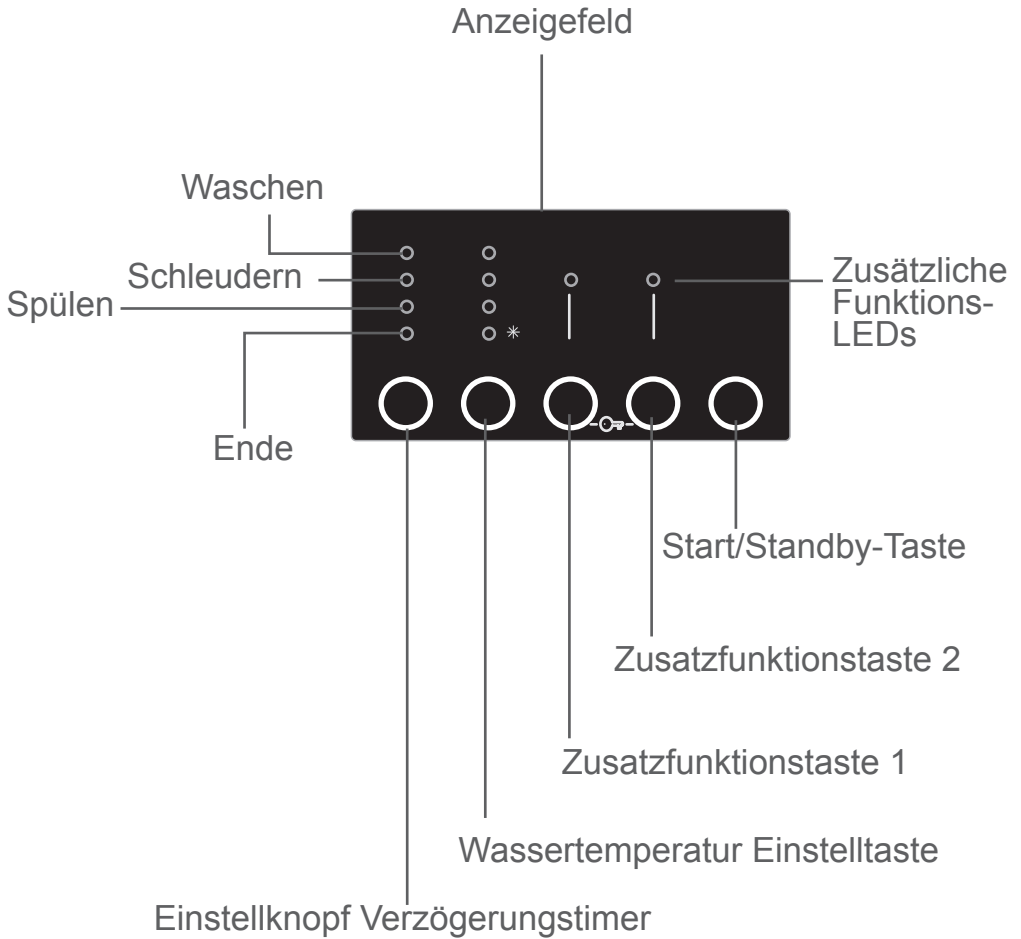 Anzeigefeld
Waschen
Schleudern
Spülen
Ende
Zusätzliche
Funktions-
LEDs
Start/Standby-Taste
Zusatzfunktionstaste 2
Zusatzfunktionstaste 1
Wassertemperatur Einstelltaste
Einstellknopf Verzögerungstimer